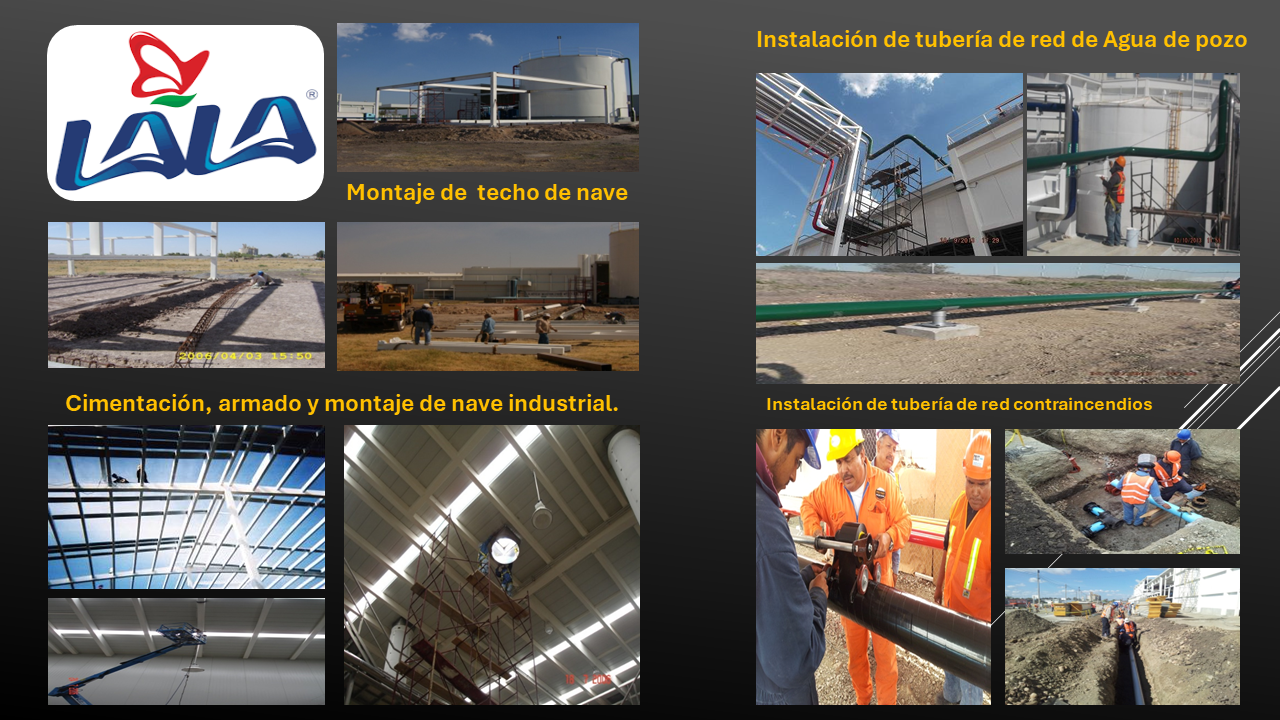 LALA®
Montaje de techo de nave
2006/04/03 15:50
Cimentación, armado y montaje de nave industrial.
Instalación de tubería de red de Agua de pozo
Instalación de tubería de red contraincendios